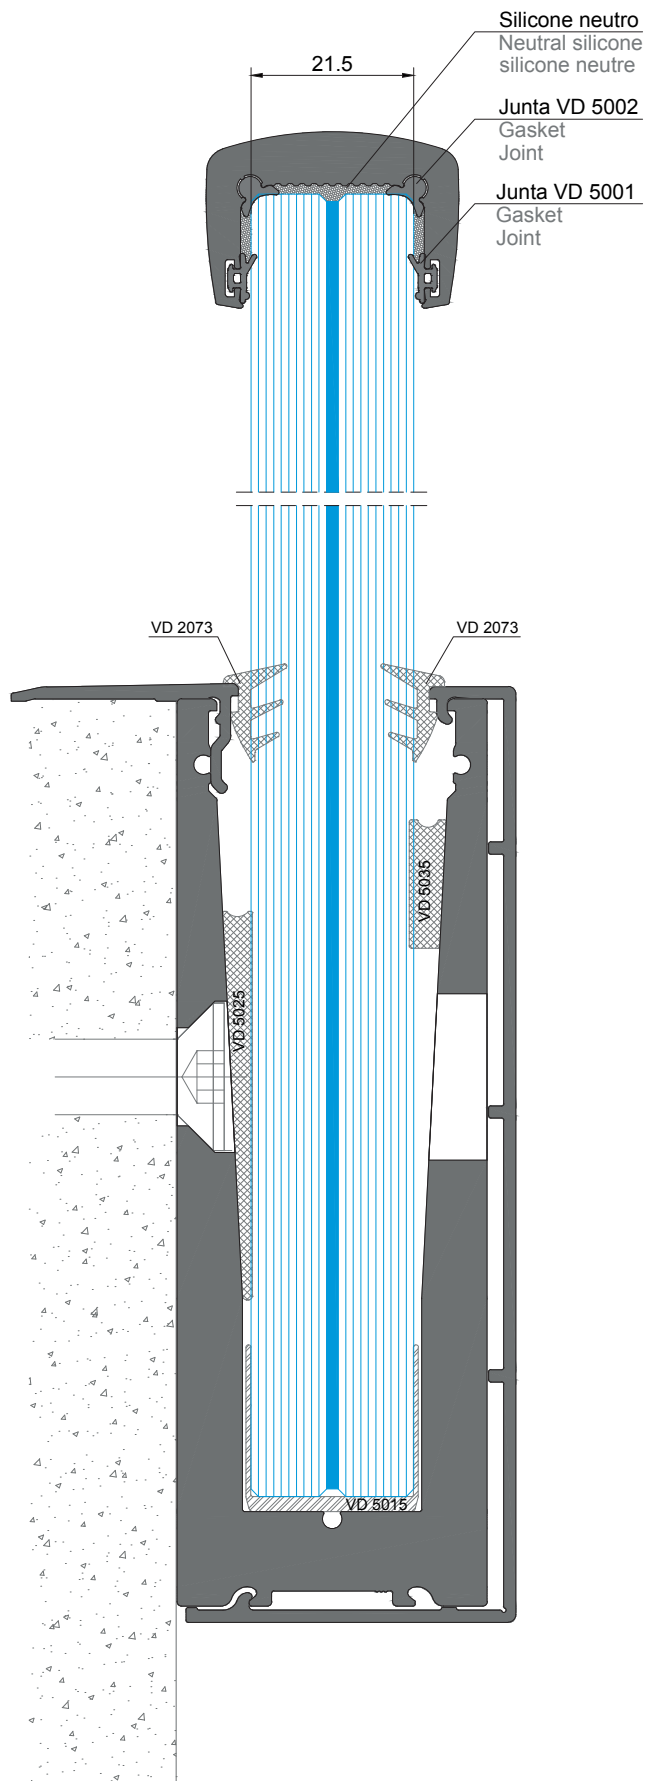 Silicone neutro
Neutral silicone
silicone neutre
21.5
Junta VD 5002
Gasket
Joint
Junta VD 5001
Gasket
Joint
VD 2073
VD 2073
VD 5035
VD 5025
VD 5015